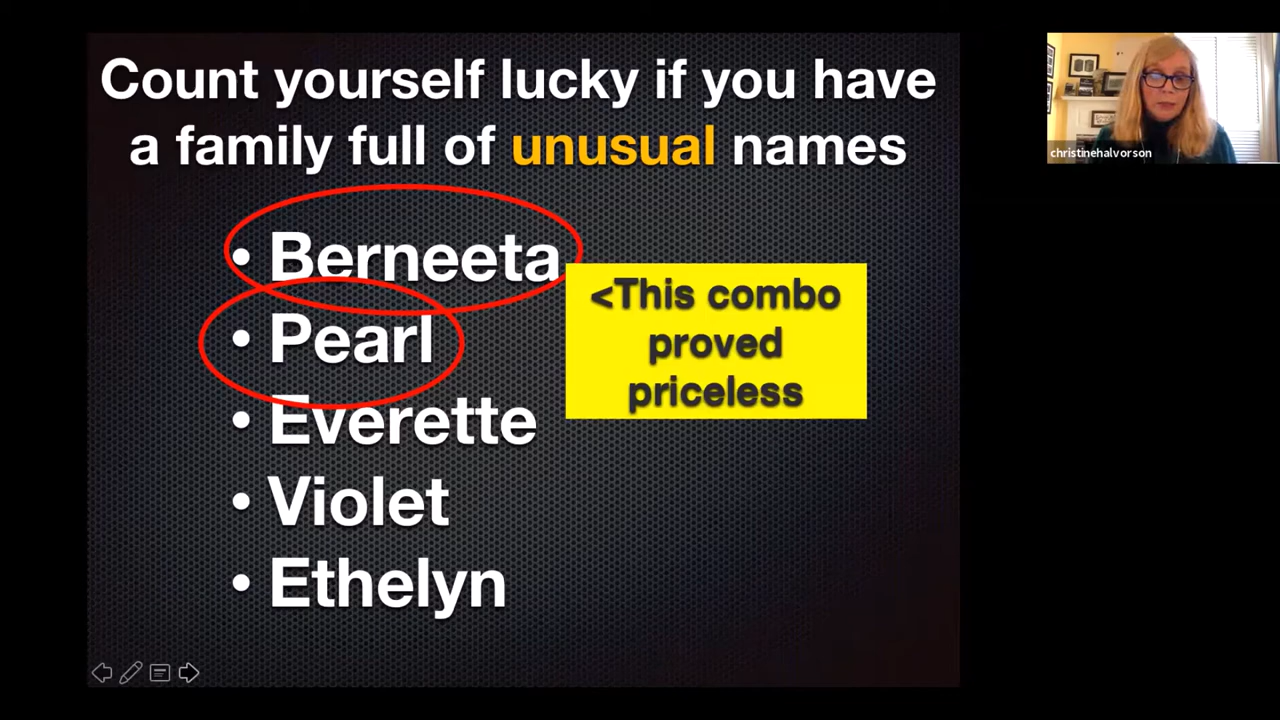 Count yourself lucky if you have
a family full of unusual names
• Berneeta
• Pearl
• Everette
• Violet
• Ethelyn
<This combo
proved
priceless
christinehalvorson